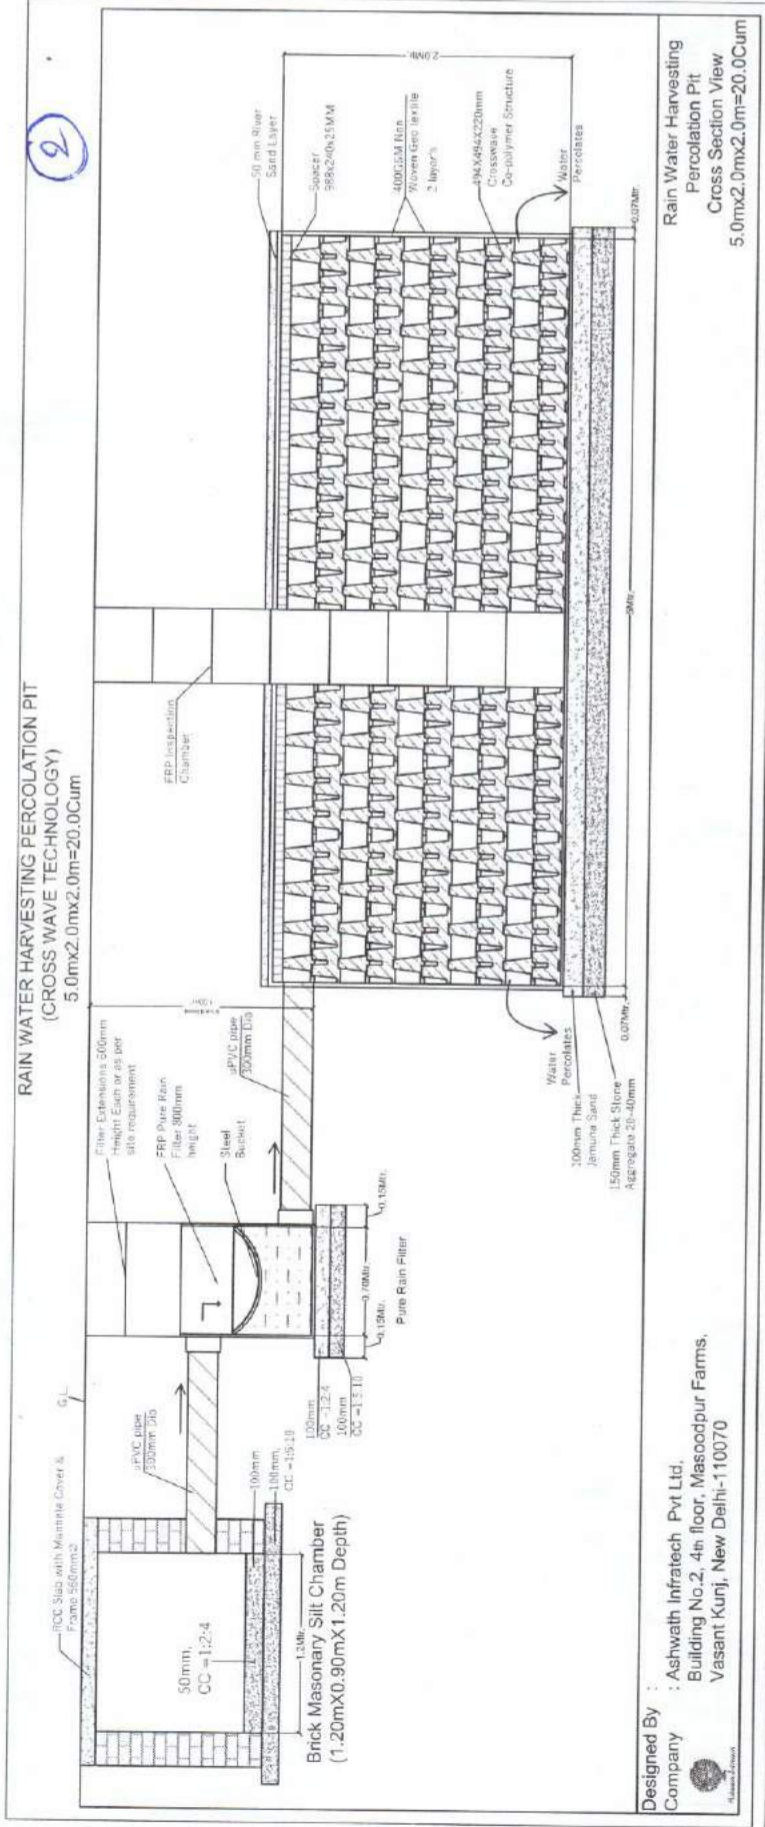 RAIN WATER HARVESTING PERCOLATION PIT
(CROSS WAVE TECHNOLOGY)
5.0mx2.0mx2.0m=20.0Cum
2
RCC Slab with Manhole Cover &
Frame 560mm
G.L.
uPVC pipe
300mm Dia
50mm,
CC =1:2:4
100mm
100mm,
CC =1:5:10
1.2Mtr.
Brick Masonary Silt Chamber
(1.20mX0.90mX1.20m Depth)
Filter Extensions 600mm
Height Each or as per
site requirement
FRP Pure Rain
Filter 800mm
height
Steel
Bucket
uPVC pipe
300mm Dia
100mm
CC =1:2:4
100mm
CC =1:5:10
0.15Mtr.
0.70Mtr.
0.15Mtr.
Pure Rain Filter
FRP Inspection
Chamber
50 mm River
Sand Layer
Spacer
988x240x25MM
400GSM Non
Woven Geo textile
2 layer's
494X494X220mm
Crosswave
Co-polymer Structure
Water
Percolates
2.0Mtr.
Water
Percolates
100mm Thick
Jamuna Sand
150mm Thick Stone
Aggregate 20-40mm
0.07Mtr.
5Mtr.
0.07Mtr.
Designed By :
Company : Ashwath Infratech Pvt Ltd,
Building No.2, 4th floor, Masoodpur Farms,
Vasant Kunj, New Delhi-110070
Rain Water Harvesting
Percolation Pit
Cross Section View
5.0mx2.0mx2.0m=20.0Cum